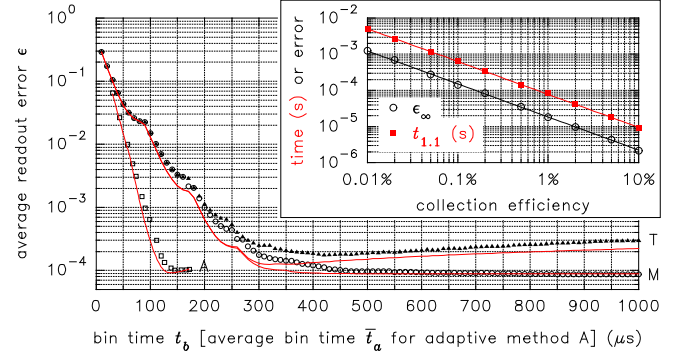 average readout error ϵ
10⁰
10⁻¹
10⁻²
10⁻³
10⁻⁴
0
100
200
300
400
500
600
700
800
900
1000
bin time t_b [average bin time t̅_a for adaptive method A] (μs)
A
T
M
time (s) or error
10⁻²
10⁻³
10⁻⁴
10⁻⁵
10⁻⁶
ϵ_∞
t_1.1 (s)
0.01%
0.1%
1%
10%
collection efficiency